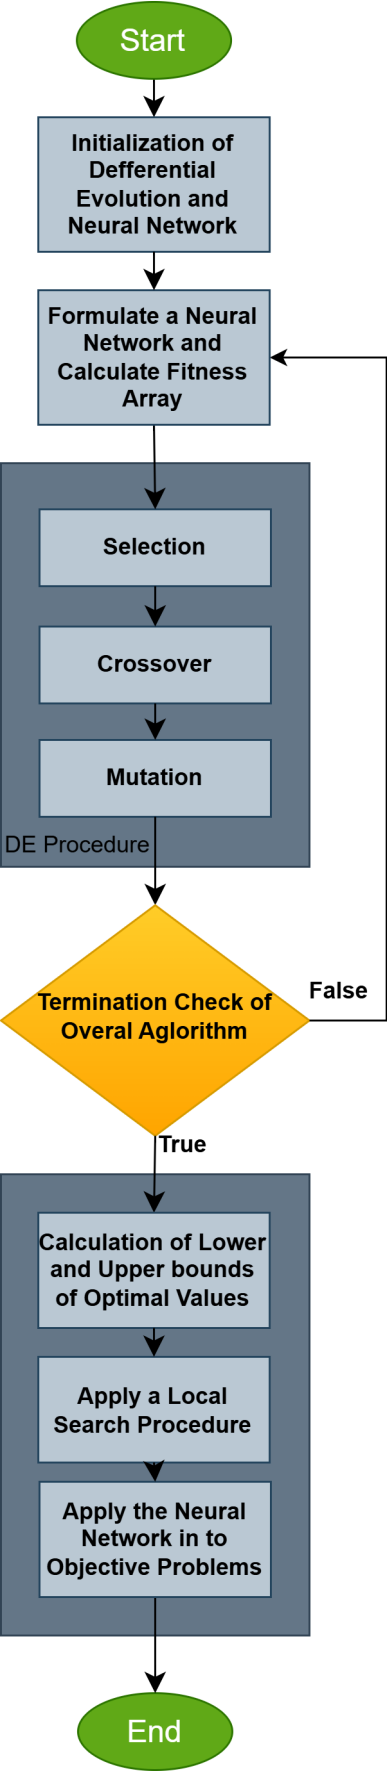 Start
Initialization of
Defferential
Evolution and
Neural Network
Formulate a Neural
Network and
Calculate Fitness
Array
Selection
Crossover
Mutation
DE Procedure
Termination Check of
Overal Aglorithm
False
True
Calculation of Lower
and Upper bounds
of Optimal Values
Apply a Local
Search Procedure
Apply the Neural
Network in to
Objective Problems
End